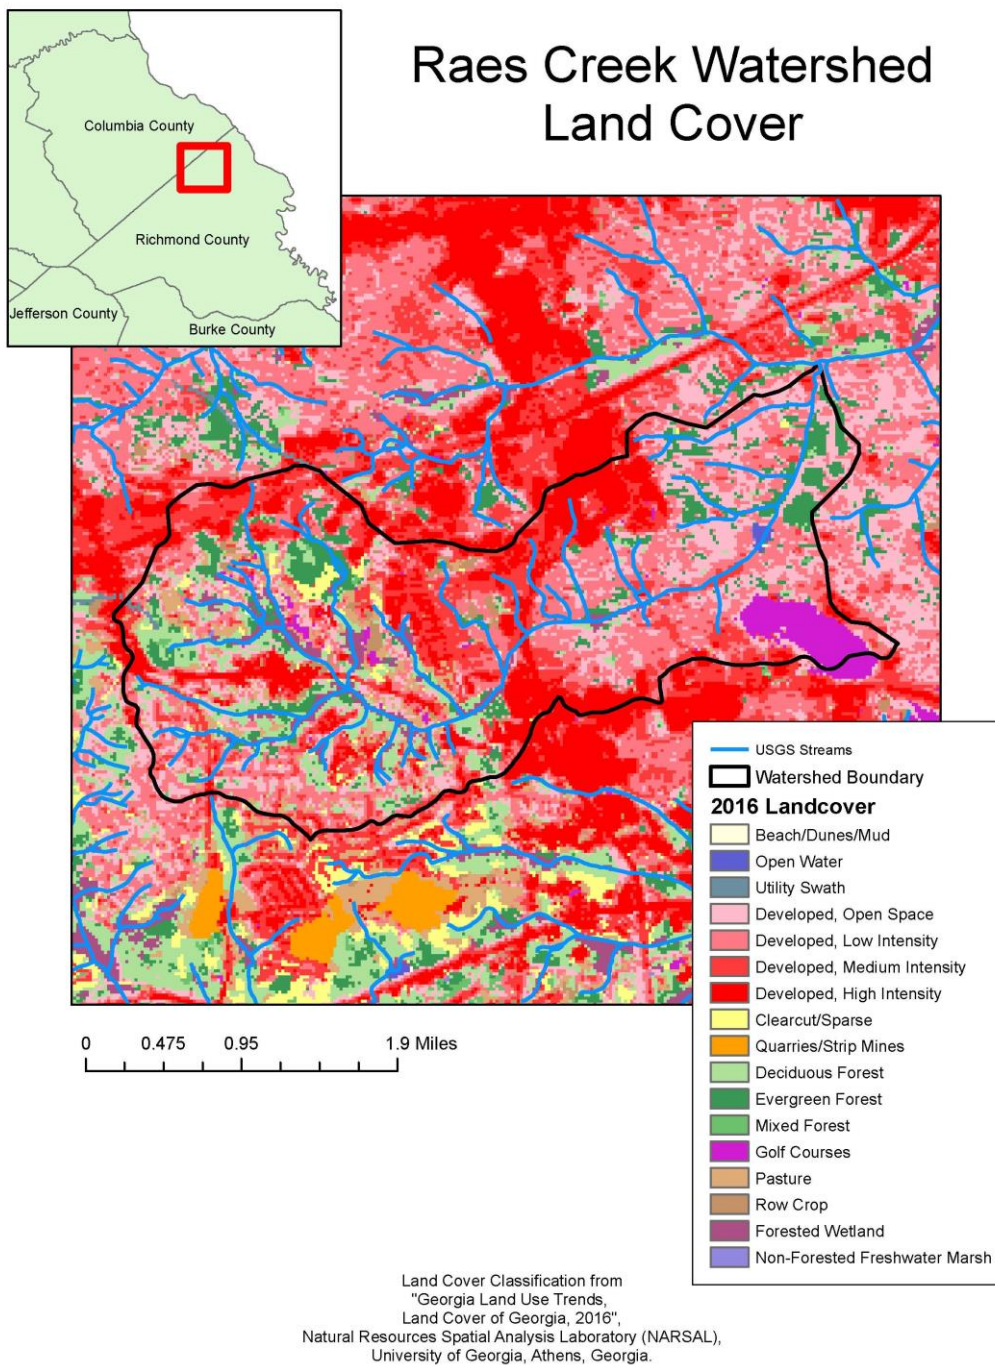 Raes Creek Watershed
Land Cover
Columbia County
Richmond County
Jefferson County
Burke County
USGS Streams
Watershed Boundary
2016 Landcover
Beach/Dunes/Mud
Open Water
Utility Swath
Developed, Open Space
Developed, Low Intensity
Developed, Medium Intensity
Developed, High Intensity
Clearcut/Sparse
Quarries/Strip Mines
Deciduous Forest
Evergreen Forest
Mixed Forest
Golf Courses
Pasture
Row Crop
Forested Wetland
Non-Forested Freshwater Marsh
0 0.475 0.95 1.9 Miles
Land Cover Classification from
"Georgia Land Use Trends,
Land Cover of Georgia, 2016",
Natural Resources Spatial Analysis Laboratory (NARSAL),
University of Georgia, Athens, Georgia.